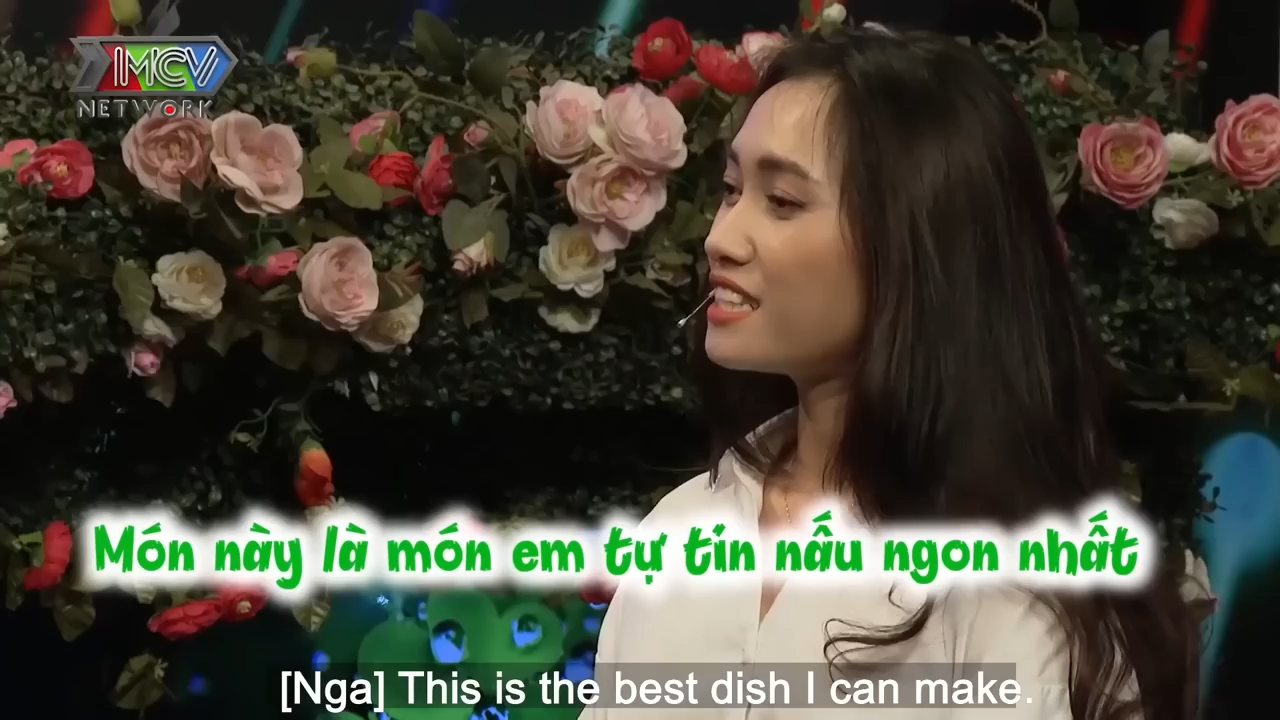 MCV
NETWORK
Món này là món em tự tin nấu ngon nhất
[Nga] This is the best dish I can make.